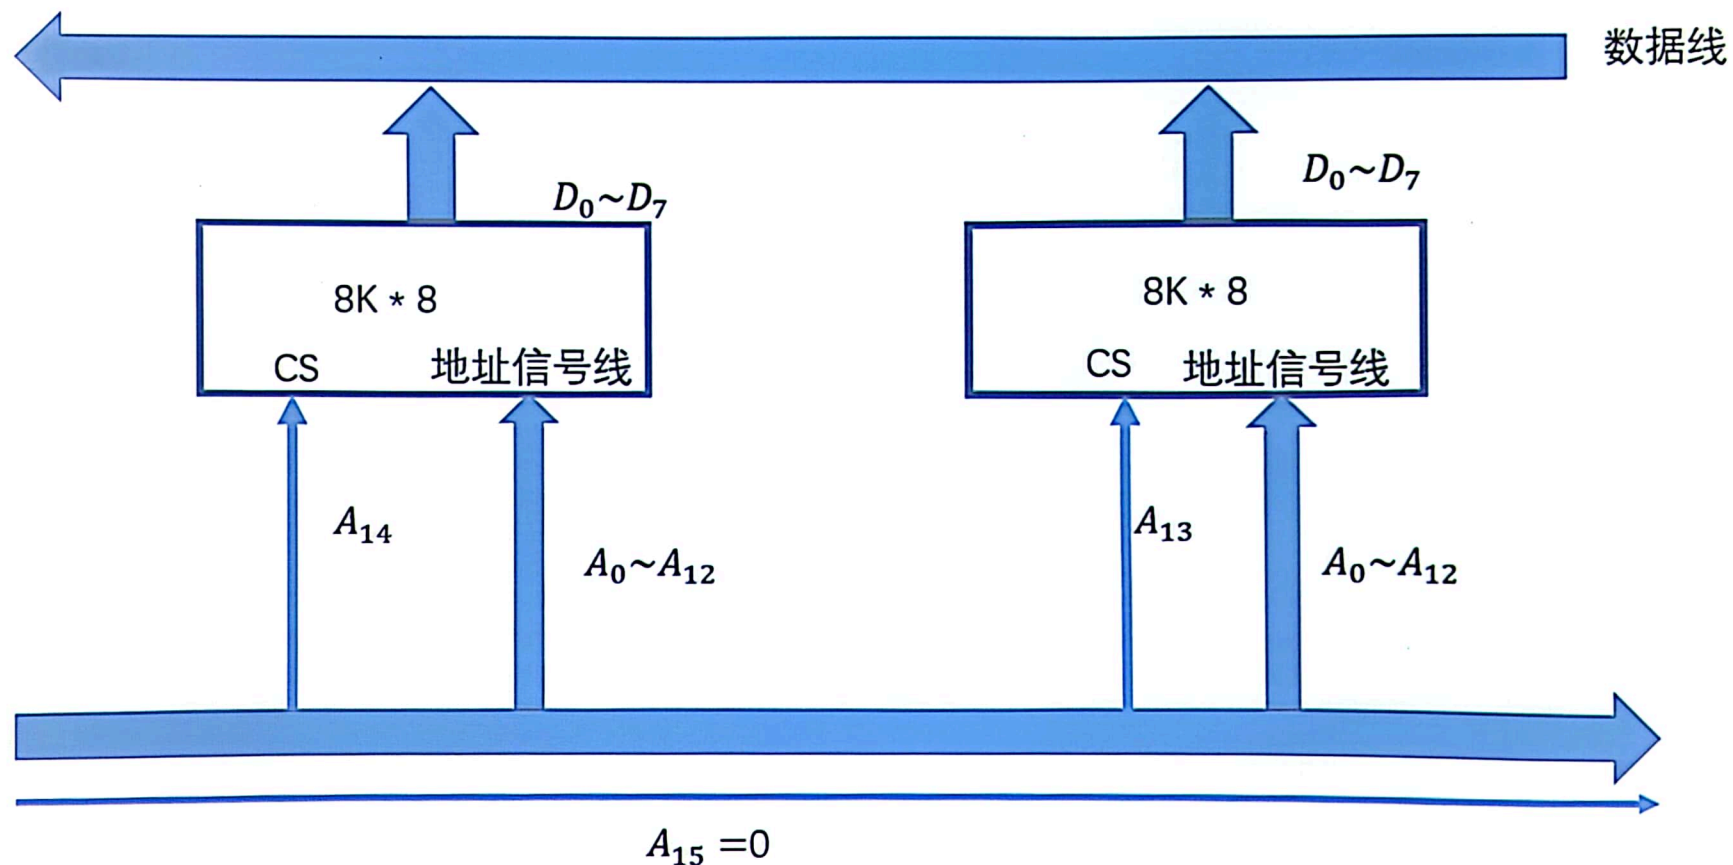 数据线
D₀~D₇
D₀~D₇
8K * 8
8K * 8
CS
地址信号线
CS
地址信号线
A₁₄
A₁₃
A₀~A₁₂
A₀~A₁₂
A₁₅ =0